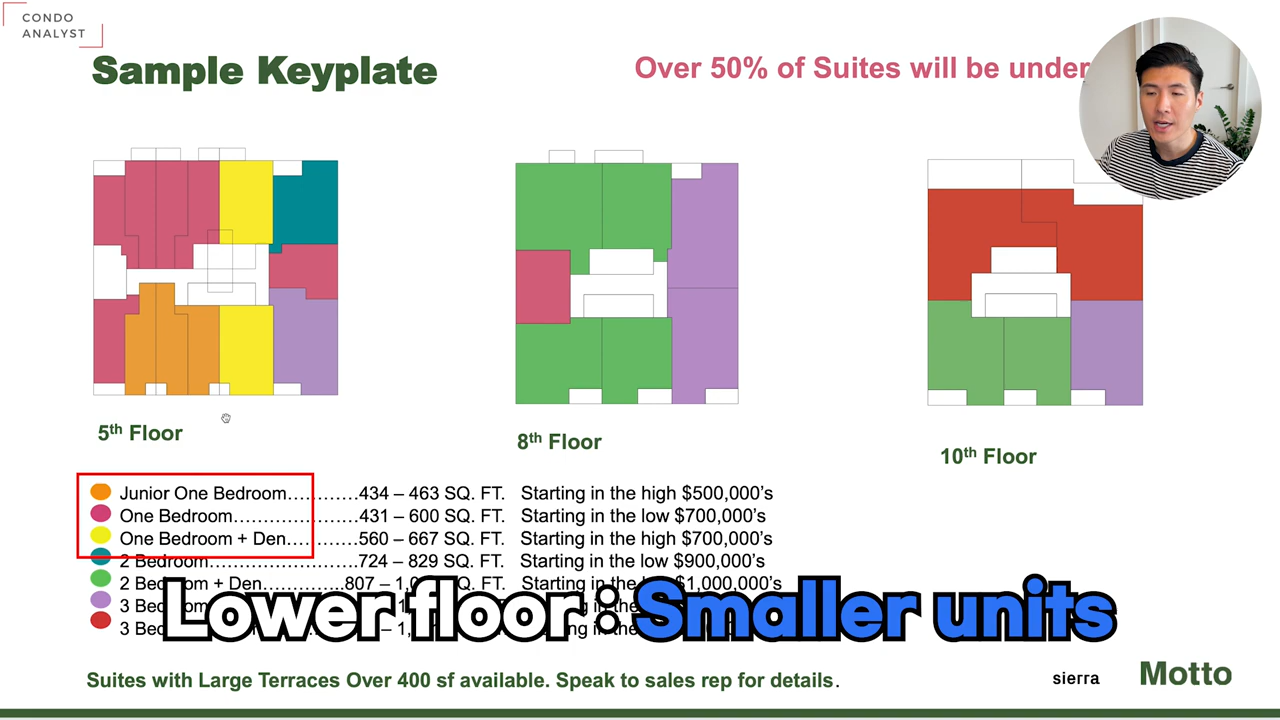 CONDO
ANALYST
Sample Keyplate
Over 50% of Suites will be under
5th Floor
8th Floor
10th Floor
Junior One Bedroom…………434 – 463 SQ. FT. Starting in the high $500,000’s
One Bedroom…………………431 – 600 SQ. FT. Starting in the low $700,000’s
One Bedroom + Den…………560 – 667 SQ. FT. Starting in the high $700,000’s
2 Bedroom……………………724 – 829 SQ. FT. Starting in the low $900,000’s
2 Bedroom + Den……………807 – SQ. FT. Starting in the $1,000,000’s
3
3
Lower floor : Smaller units
Suites with Large Terraces Over 400 sf available. Speak to sales rep for details.
sierra
Motto